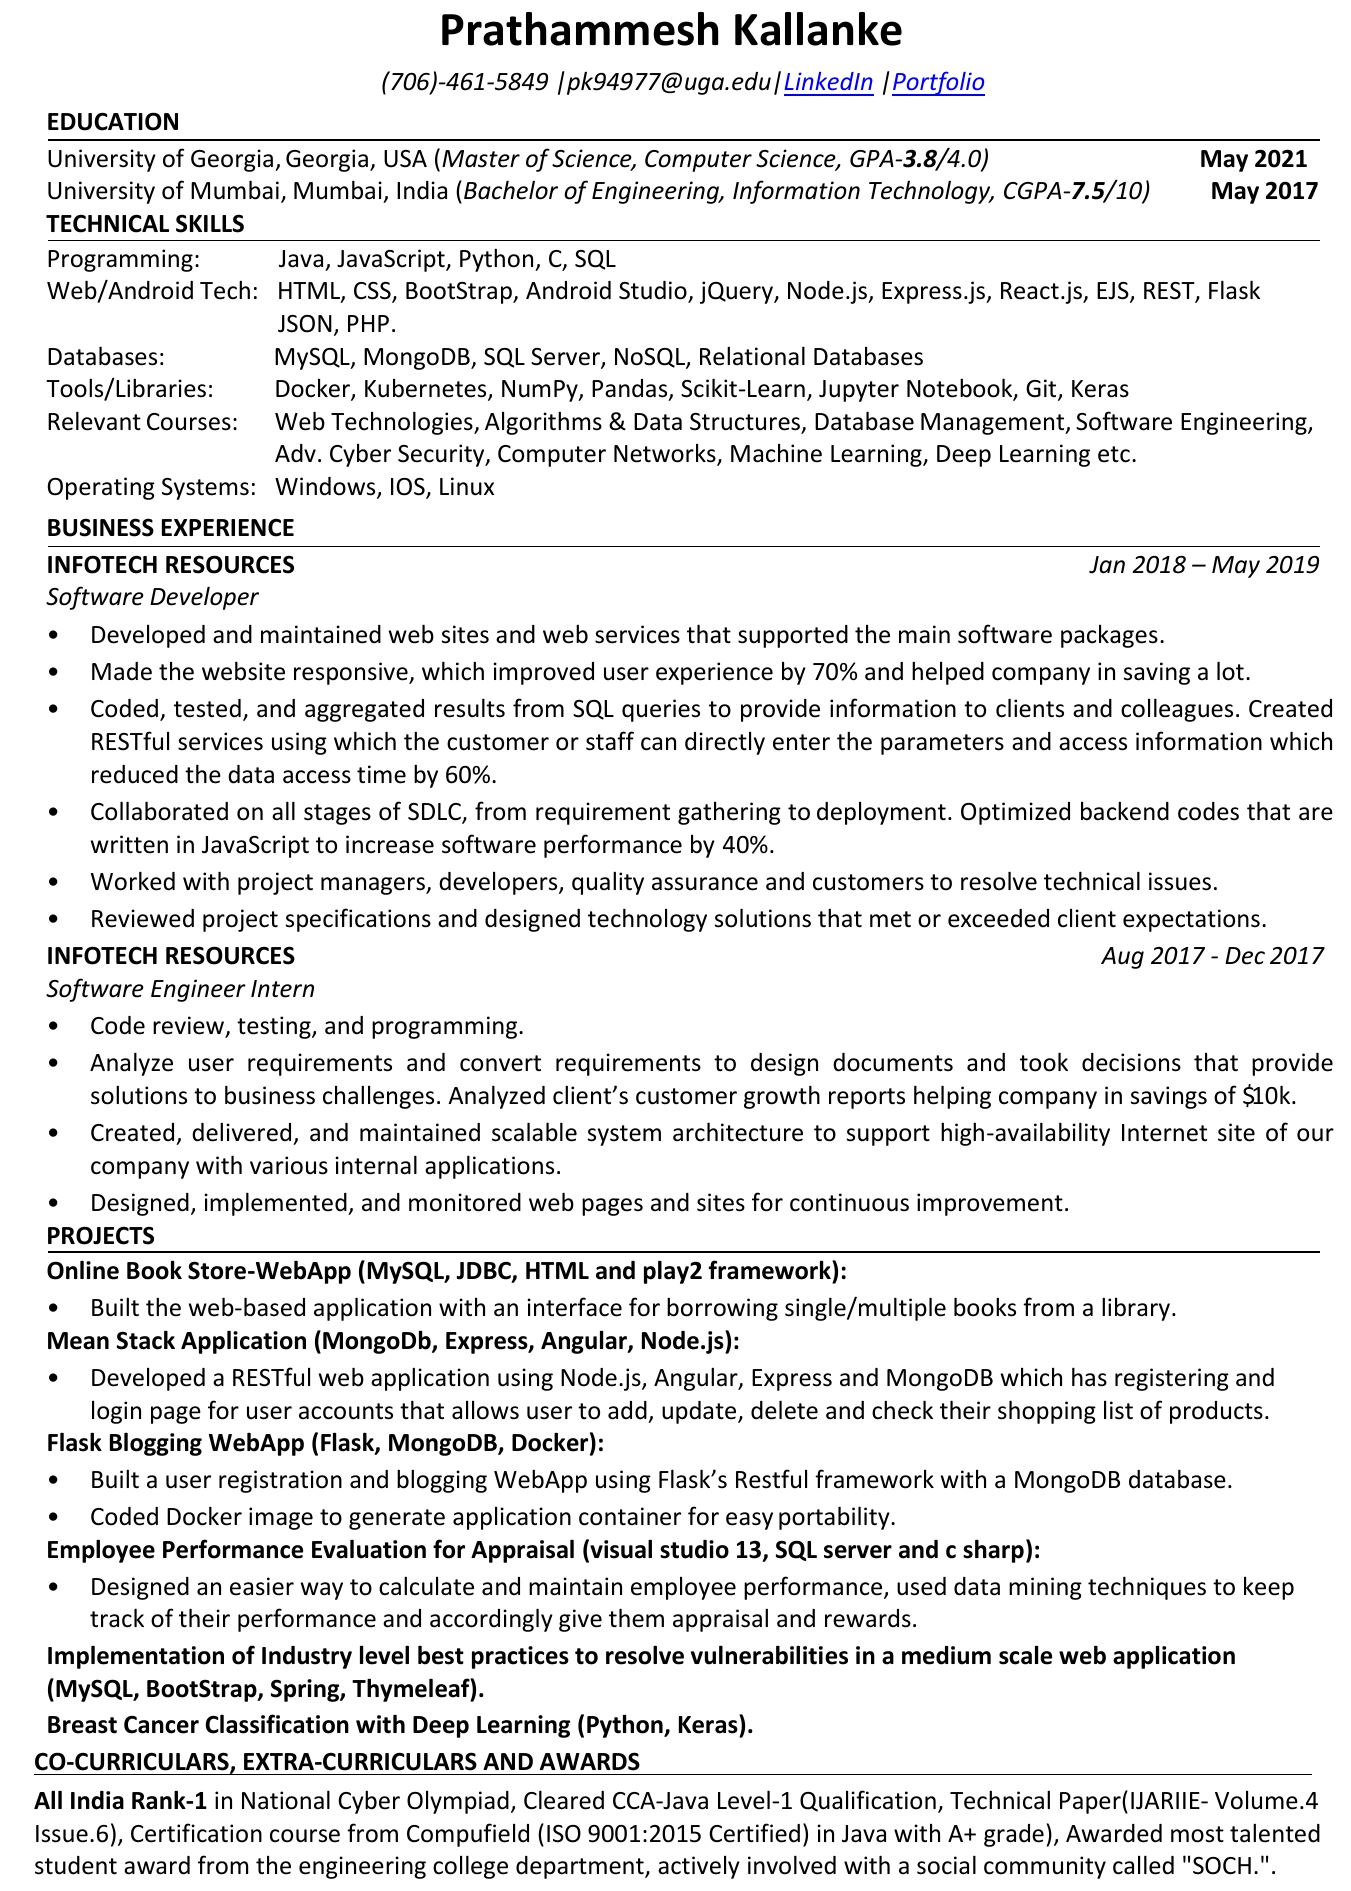 Prathammesh Kallanke
(706)-461-5849 |pk94977@uga.edu|LinkedIn |Portfolio
EDUCATION
University of Georgia, Georgia, USA (Master of Science, Computer Science, GPA-3.8/4.0) May 2021
University of Mumbai, Mumbai, India (Bachelor of Engineering, Information Technology, CGPA-7.5/10) May 2017
TECHNICAL SKILLS
Programming: Java, JavaScript, Python, C, SQL
Web/Android Tech: HTML, CSS, BootStrap, Android Studio, jQuery, Node.js, Express.js, React.js, EJS, REST, Flask
JSON, PHP.
Databases: MySQL, MongoDB, SQL Server, NoSQL, Relational Databases
Tools/Libraries: Docker, Kubernetes, NumPy, Pandas, Scikit-Learn, Jupyter Notebook, Git, Keras
Relevant Courses: Web Technologies, Algorithms & Data Structures, Database Management, Software Engineering,
Adv. Cyber Security, Computer Networks, Machine Learning, Deep Learning etc.
Operating Systems: Windows, IOS, Linux
BUSINESS EXPERIENCE
INFOTECH RESOURCES Jan 2018 – May 2019
Software Developer
• Developed and maintained web sites and web services that supported the main software packages.
• Made the website responsive, which improved user experience by 70% and helped company in saving a lot.
• Coded, tested, and aggregated results from SQL queries to provide information to clients and colleagues. Created
RESTful services using which the customer or staff can directly enter the parameters and access information which
reduced the data access time by 60%.
• Collaborated on all stages of SDLC, from requirement gathering to deployment. Optimized backend codes that are
written in JavaScript to increase software performance by 40%.
• Worked with project managers, developers, quality assurance and customers to resolve technical issues.
• Reviewed project specifications and designed technology solutions that met or exceeded client expectations.
INFOTECH RESOURCES Aug 2017 - Dec 2017
Software Engineer Intern
• Code review, testing, and programming.
• Analyze user requirements and convert requirements to design documents and took decisions that provide
solutions to business challenges. Analyzed client’s customer growth reports helping company in savings of $10k.
• Created, delivered, and maintained scalable system architecture to support high-availability Internet site of our
company with various internal applications.
• Designed, implemented, and monitored web pages and sites for continuous improvement.
PROJECTS
Online Book Store-WebApp (MySQL, JDBC, HTML and play2 framework):
• Built the web-based application with an interface for borrowing single/multiple books from a library.
Mean Stack Application (MongoDb, Express, Angular, Node.js):
• Developed a RESTful web application using Node.js, Angular, Express and MongoDB which has registering and
login page for user accounts that allows user to add, update, delete and check their shopping list of products.
Flask Blogging WebApp (Flask, MongoDB, Docker):
• Built a user registration and blogging WebApp using Flask’s Restful framework with a MongoDB database.
• Coded Docker image to generate application container for easy portability.
Employee Performance Evaluation for Appraisal (visual studio 13, SQL server and c sharp):
• Designed an easier way to calculate and maintain employee performance, used data mining techniques to keep
track of their performance and accordingly give them appraisal and rewards.
Implementation of Industry level best practices to resolve vulnerabilities in a medium scale web application
(MySQL, BootStrap, Spring, Thymeleaf).
Breast Cancer Classification with Deep Learning (Python, Keras).
CO-CURRICULARS, EXTRA-CURRICULARS AND AWARDS
All India Rank-1 in National Cyber Olympiad, Cleared CCA-Java Level-1 Qualification, Technical Paper(IJARIIE- Volume.4
Issue.6), Certification course from Compufield (ISO 9001:2015 Certified) in Java with A+ grade), Awarded most talented
student award from the engineering college department, actively involved with a social community called "SOCH.".